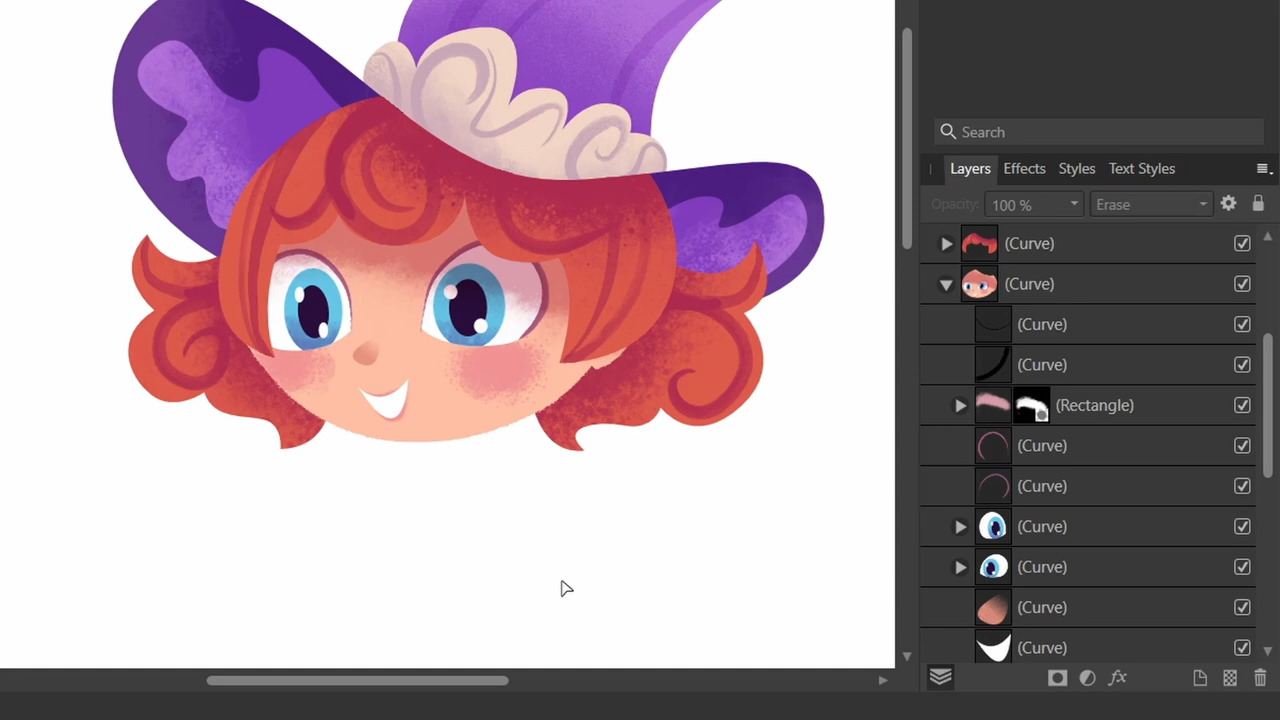 Search
Layers Effects Styles Text Styles
Opacity: 100 % Erase
(Curve)
(Curve)
(Curve)
(Curve)
(Rectangle)
(Curve)
(Curve)
(Curve)
(Curve)
(Curve)
(Curve)
fx